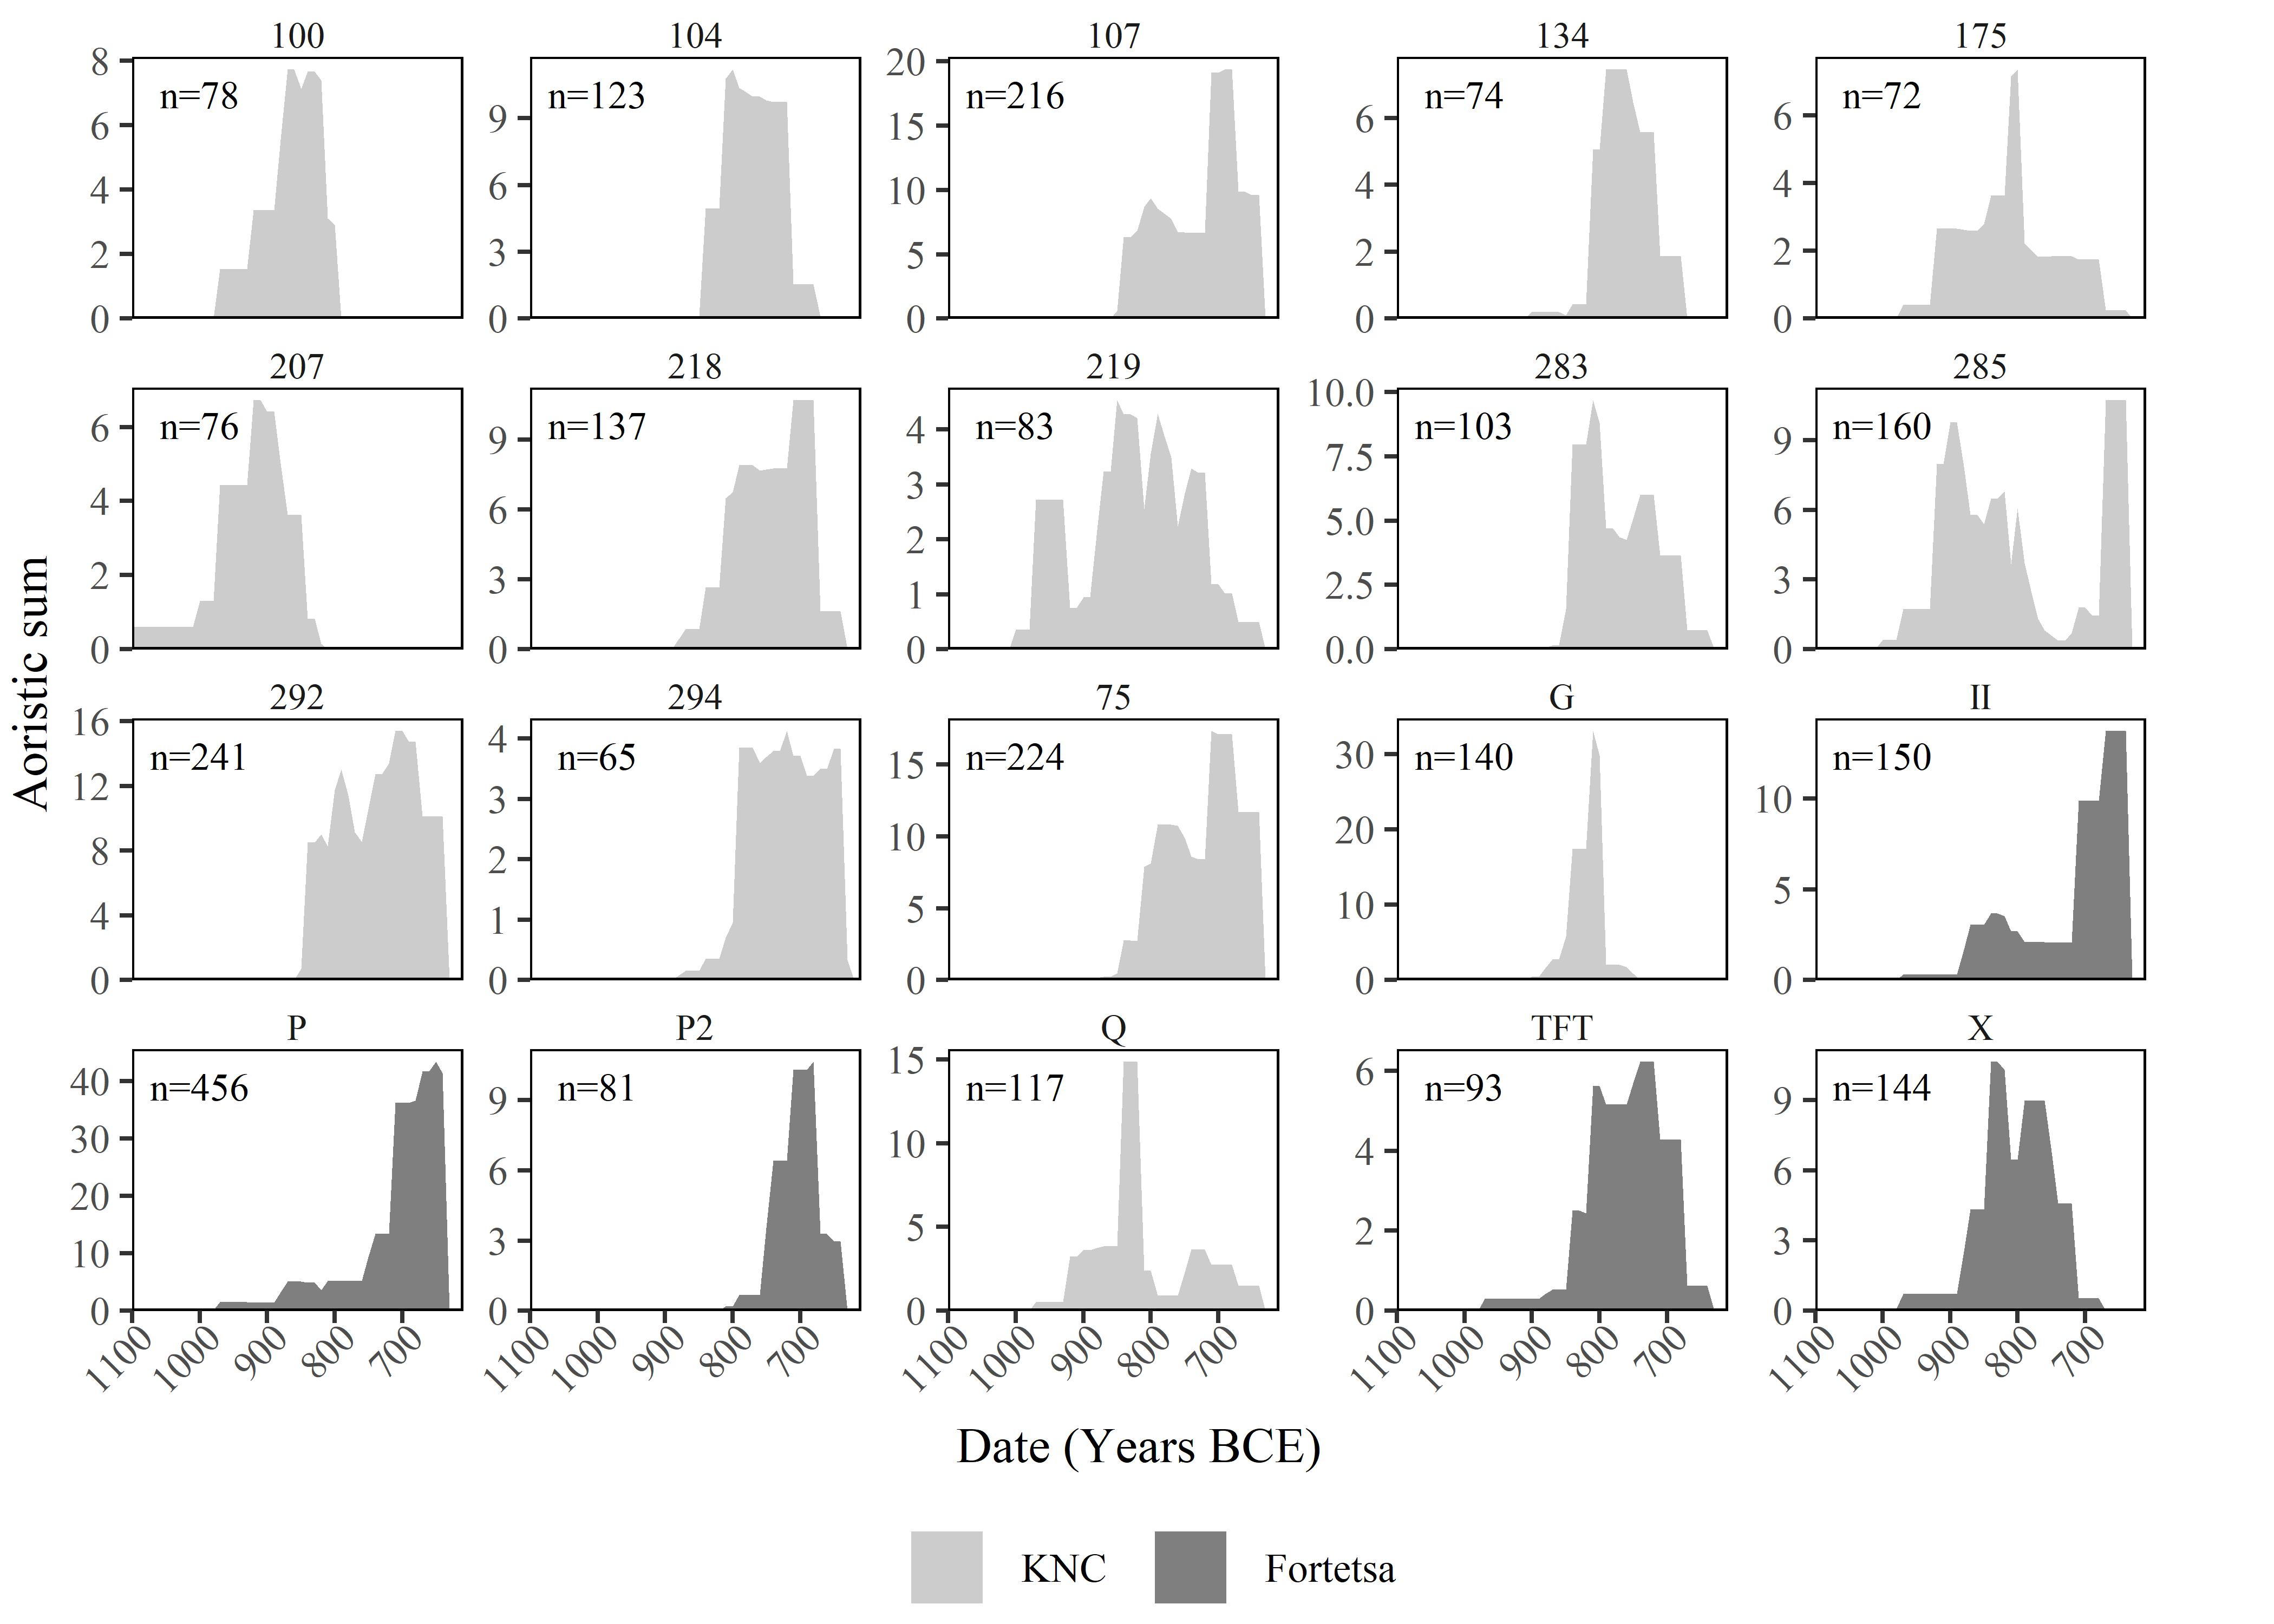 100 104 107 134 175
8 6 4 2 0 n=78
9 6 3 0 n=123
20 15 10 5 0 n=216
6 4 2 0 n=74
6 4 2 0 n=72
207 218 219 283 285
6 4 2 0 n=76
9 6 3 0 n=137
4 3 2 1 0 n=83
10.0 7.5 5.0 2.5 0.0 n=103
9 6 3 0 n=160
Aoristic sum
292 294 75 G II
16 12 8 4 0 n=241
4 3 2 1 0 n=65
15 10 5 0 n=224
30 20 10 0 n=140
10 5 0 n=150
P P2 Q TFT X
40 30 20 10 0 n=456
9 6 3 0 n=81
15 10 5 0 n=117
6 4 2 0 n=93
9 6 3 0 n=144
1100 1000 900 800 700 1100 1000 900 800 700 1100 1000 900 800 700 1100 1000 900 800 700 1100 1000 900 800 700
Date (Years BCE)
KNC Fortetsa